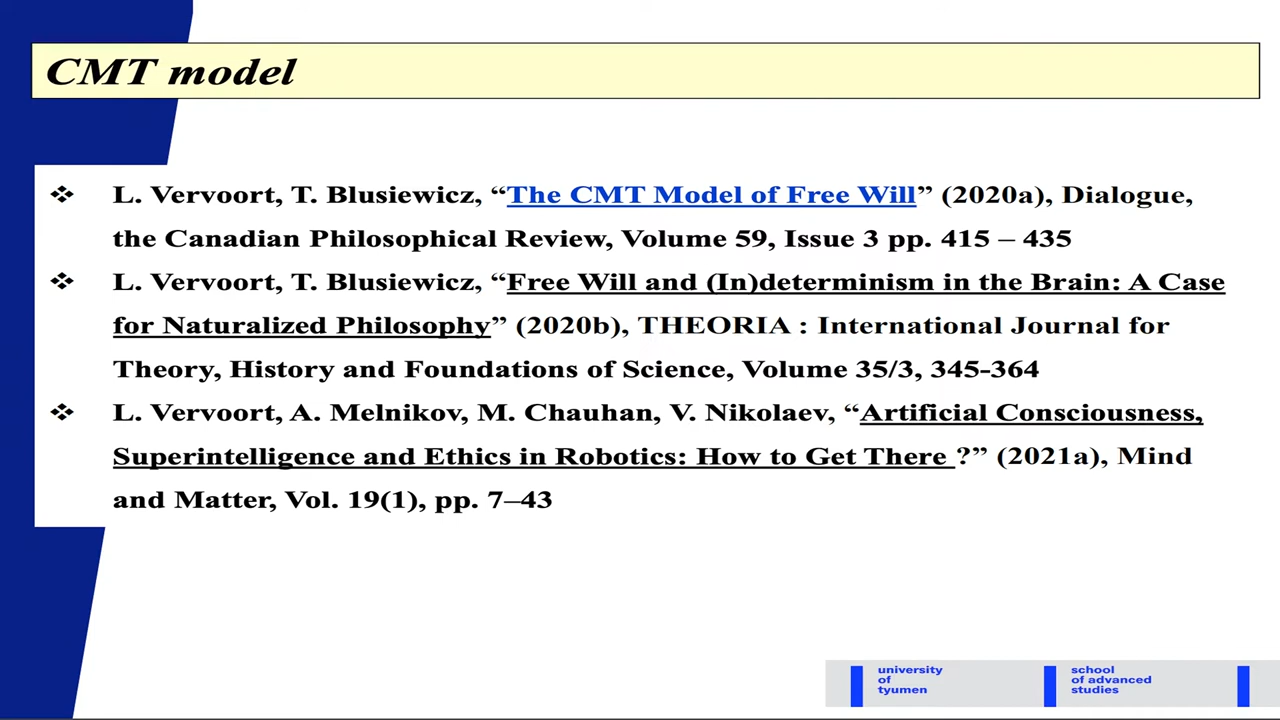 CMT model
❖ L. Vervoort, T. Blusiewicz, “The CMT Model of Free Will” (2020a), Dialogue,
the Canadian Philosophical Review, Volume 59, Issue 3 pp. 415 – 435
❖ L. Vervoort, T. Blusiewicz, “Free Will and (In)determinism in the Brain: A Case
for Naturalized Philosophy” (2020b), THEORIA : International Journal for
Theory, History and Foundations of Science, Volume 35/3, 345-364
❖ L. Vervoort, A. Melnikov, M. Chauhan, V. Nikolaev, “Artificial Consciousness,
Superintelligence and Ethics in Robotics: How to Get There ?” (2021a), Mind
and Matter, Vol. 19(1), pp. 7–43
university
of
tyumen
school
of advanced
studies